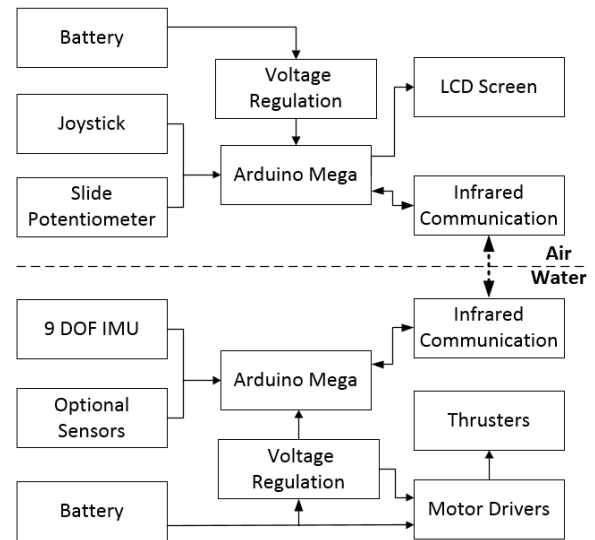 Battery
Voltage
Regulation
LCD Screen
Joystick
Arduino Mega
Slide
Potentiometer
Infrared
Communication
Air
Water
9 DOF IMU
Infrared
Communication
Arduino Mega
Optional
Sensors
Thrusters
Voltage
Regulation
Battery
Motor Drivers